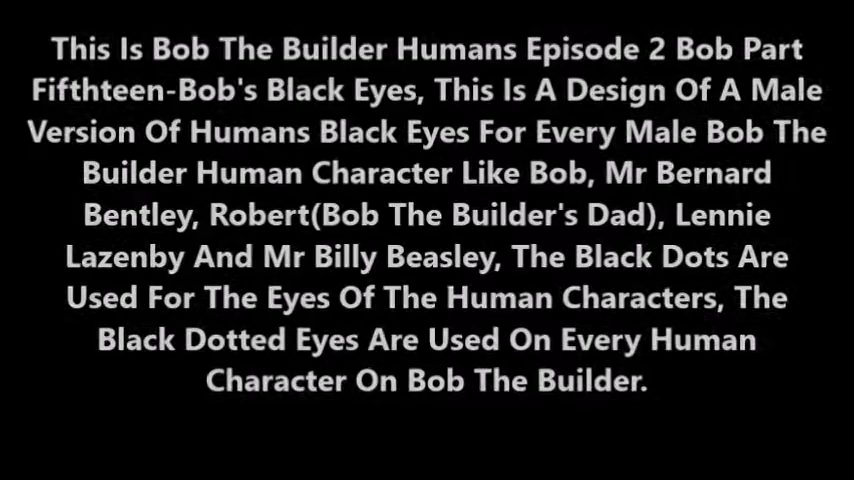 This Is Bob The Builder Humans Episode 2 Bob Part
Fifthteen-Bob's Black Eyes, This Is A Design Of A Male
Version Of Humans Black Eyes For Every Male Bob The
Builder Human Character Like Bob, Mr Bernard
Bentley, Robert(Bob The Builder's Dad), Lennie
Lazenby And Mr Billy Beasley, The Black Dots Are
Used For The Eyes Of The Human Characters, The
Black Dotted Eyes Are Used On Every Human
Character On Bob The Builder.